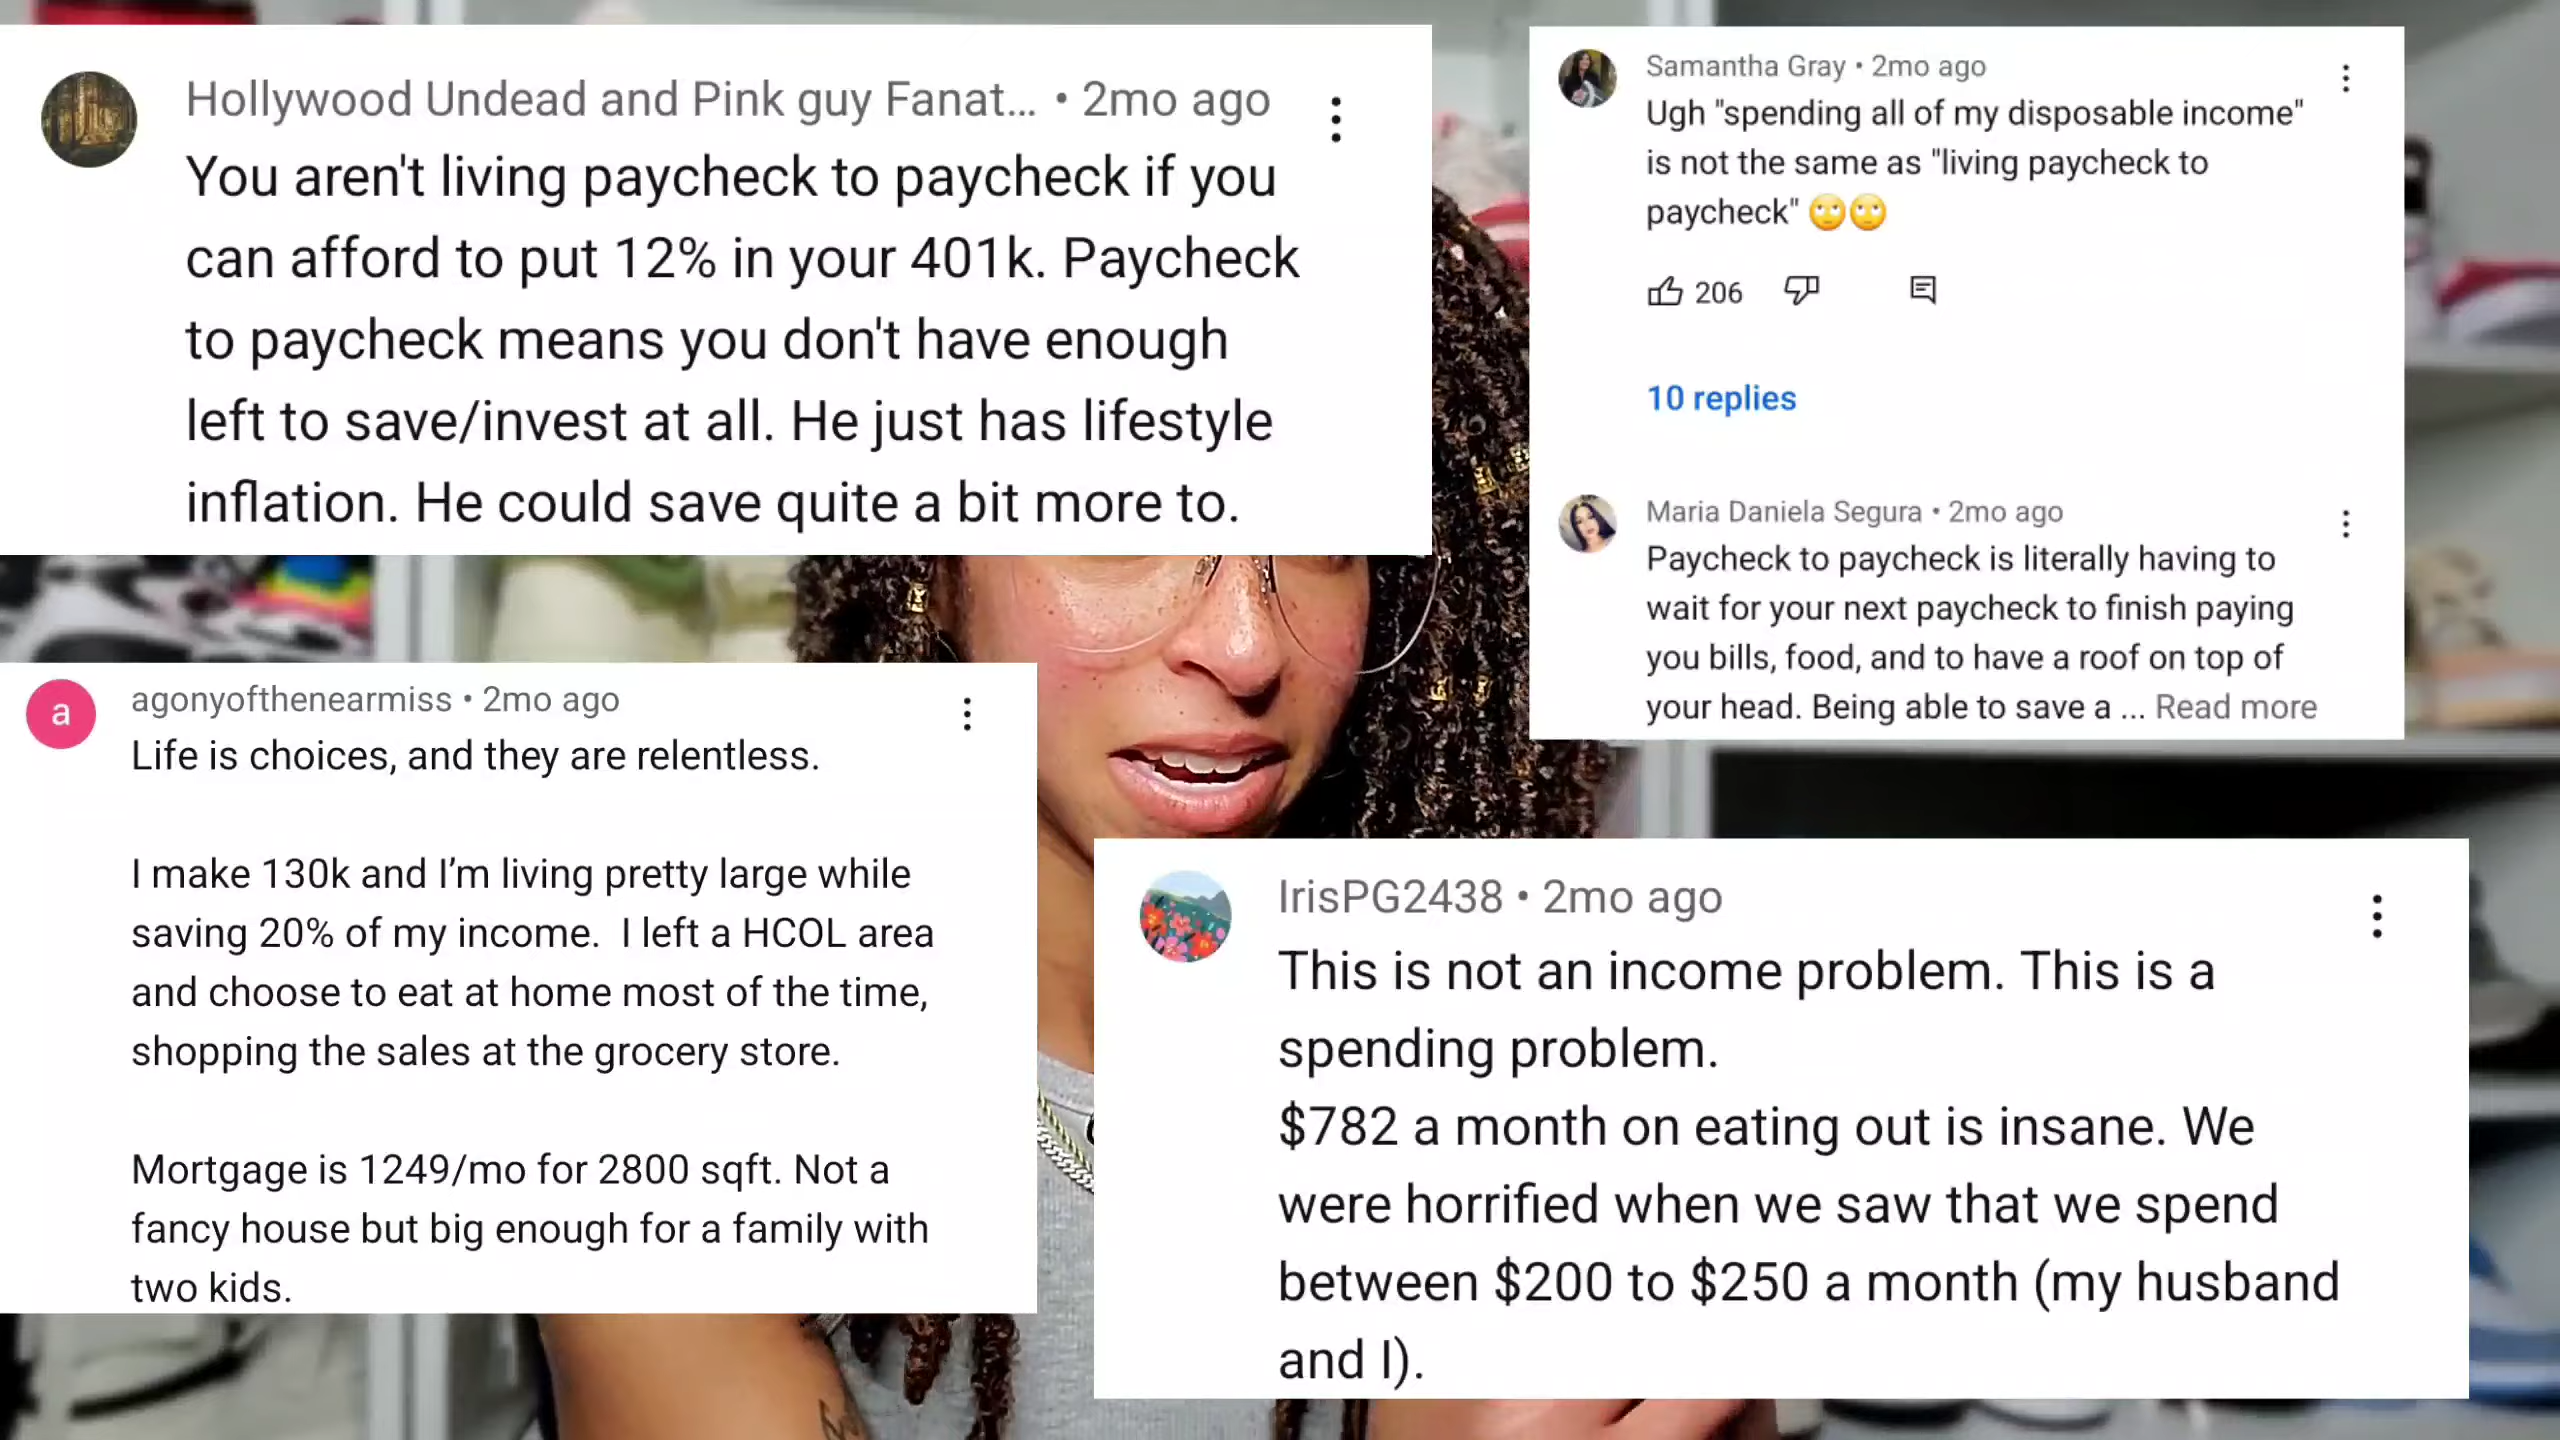 Hollywood Undead and Pink guy Fanat... • 2mo ago
You aren't living paycheck to paycheck if you
can afford to put 12% in your 401k. Paycheck
to paycheck means you don't have enough
left to save/invest at all. He just has lifestyle
inflation. He could save quite a bit more to.
Samantha Gray • 2mo ago
Ugh "spending all of my disposable income"
is not the same as "living paycheck to
paycheck" 🙄🙄
206
10 replies
Maria Daniela Segura • 2mo ago
Paycheck to paycheck is literally having to
wait for your next paycheck to finish paying
you bills, food, and to have a roof on top of
your head. Being able to save a ... Read more
a
agonyofthenearmiss • 2mo ago
Life is choices, and they are relentless.
I make 130k and I’m living pretty large while
saving 20% of my income. I left a HCOL area
and choose to eat at home most of the time,
shopping the sales at the grocery store.
Mortgage is 1249/mo for 2800 sqft. Not a
fancy house but big enough for a family with
two kids.
IrisPG2438 • 2mo ago
This is not an income problem. This is a
spending problem.
$782 a month on eating out is insane. We
were horrified when we saw that we spend
between $200 to $250 a month (my husband
and I).